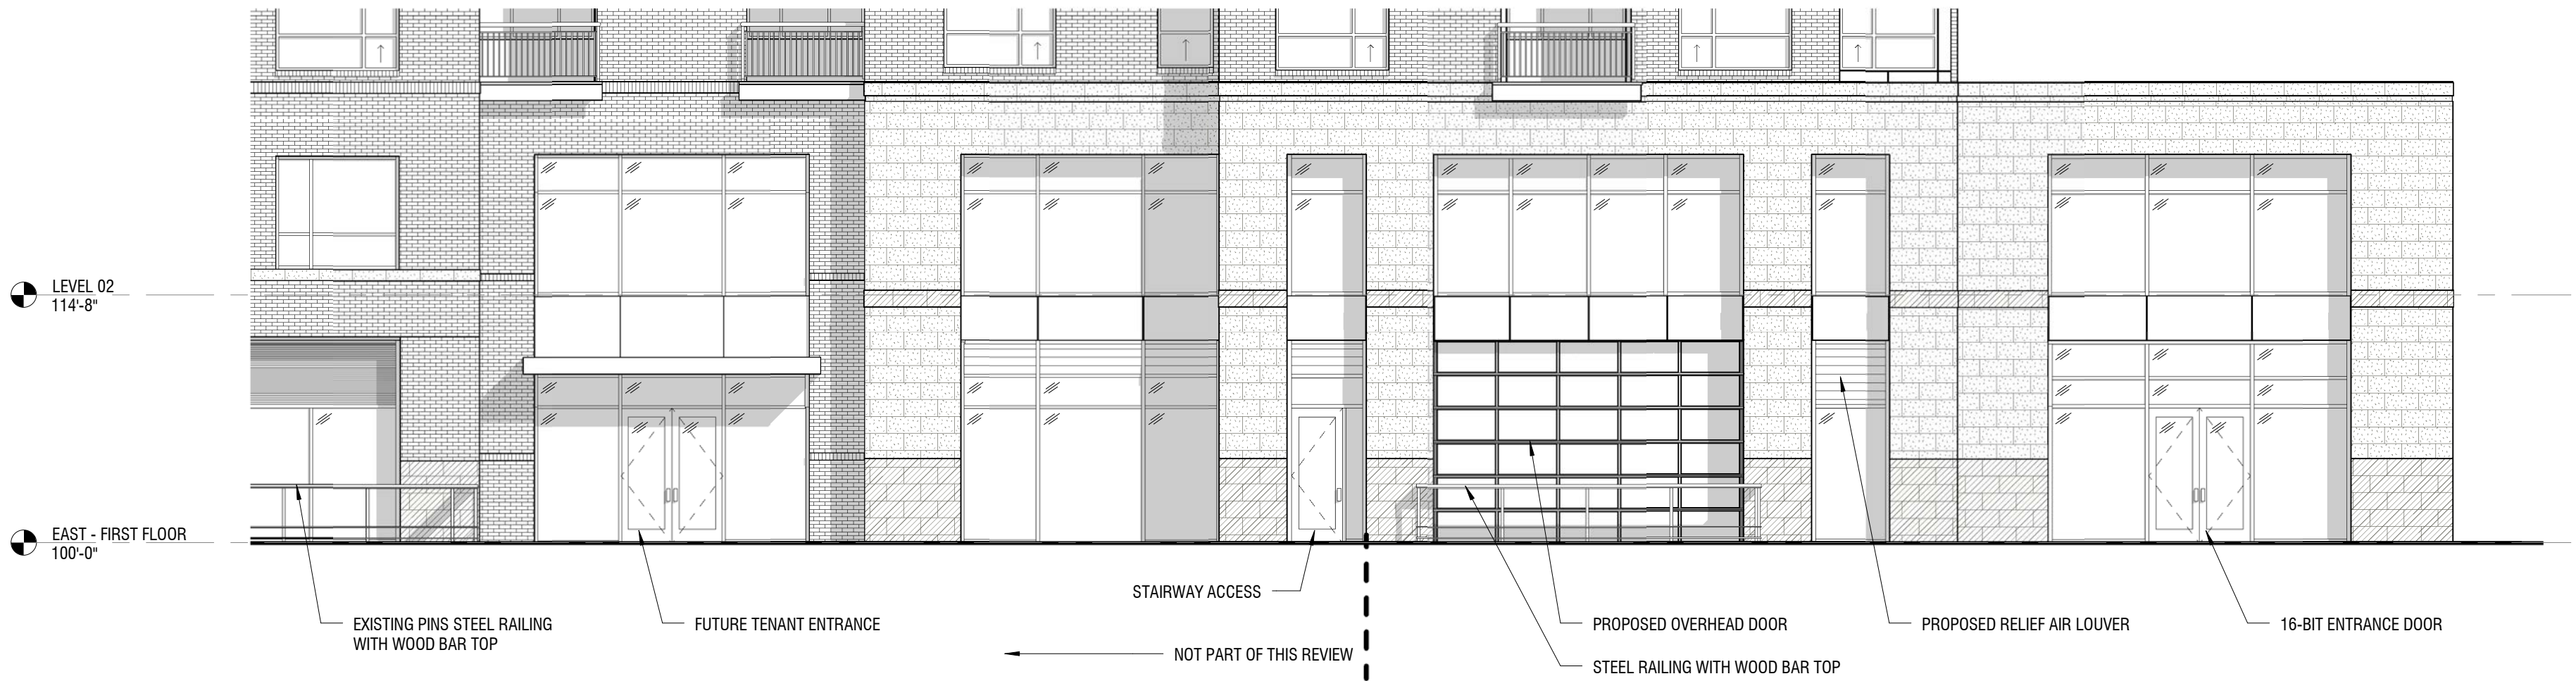 LEVEL 02
114'-8"
EAST - FIRST FLOOR
100'-0"
EXISTING PINS STEEL RAILING
WITH WOOD BAR TOP
FUTURE TENANT ENTRANCE
STAIRWAY ACCESS
NOT PART OF THIS REVIEW
PROPOSED OVERHEAD DOOR
STEEL RAILING WITH WOOD BAR TOP
PROPOSED RELIEF AIR LOUVER
16-BIT ENTRANCE DOOR